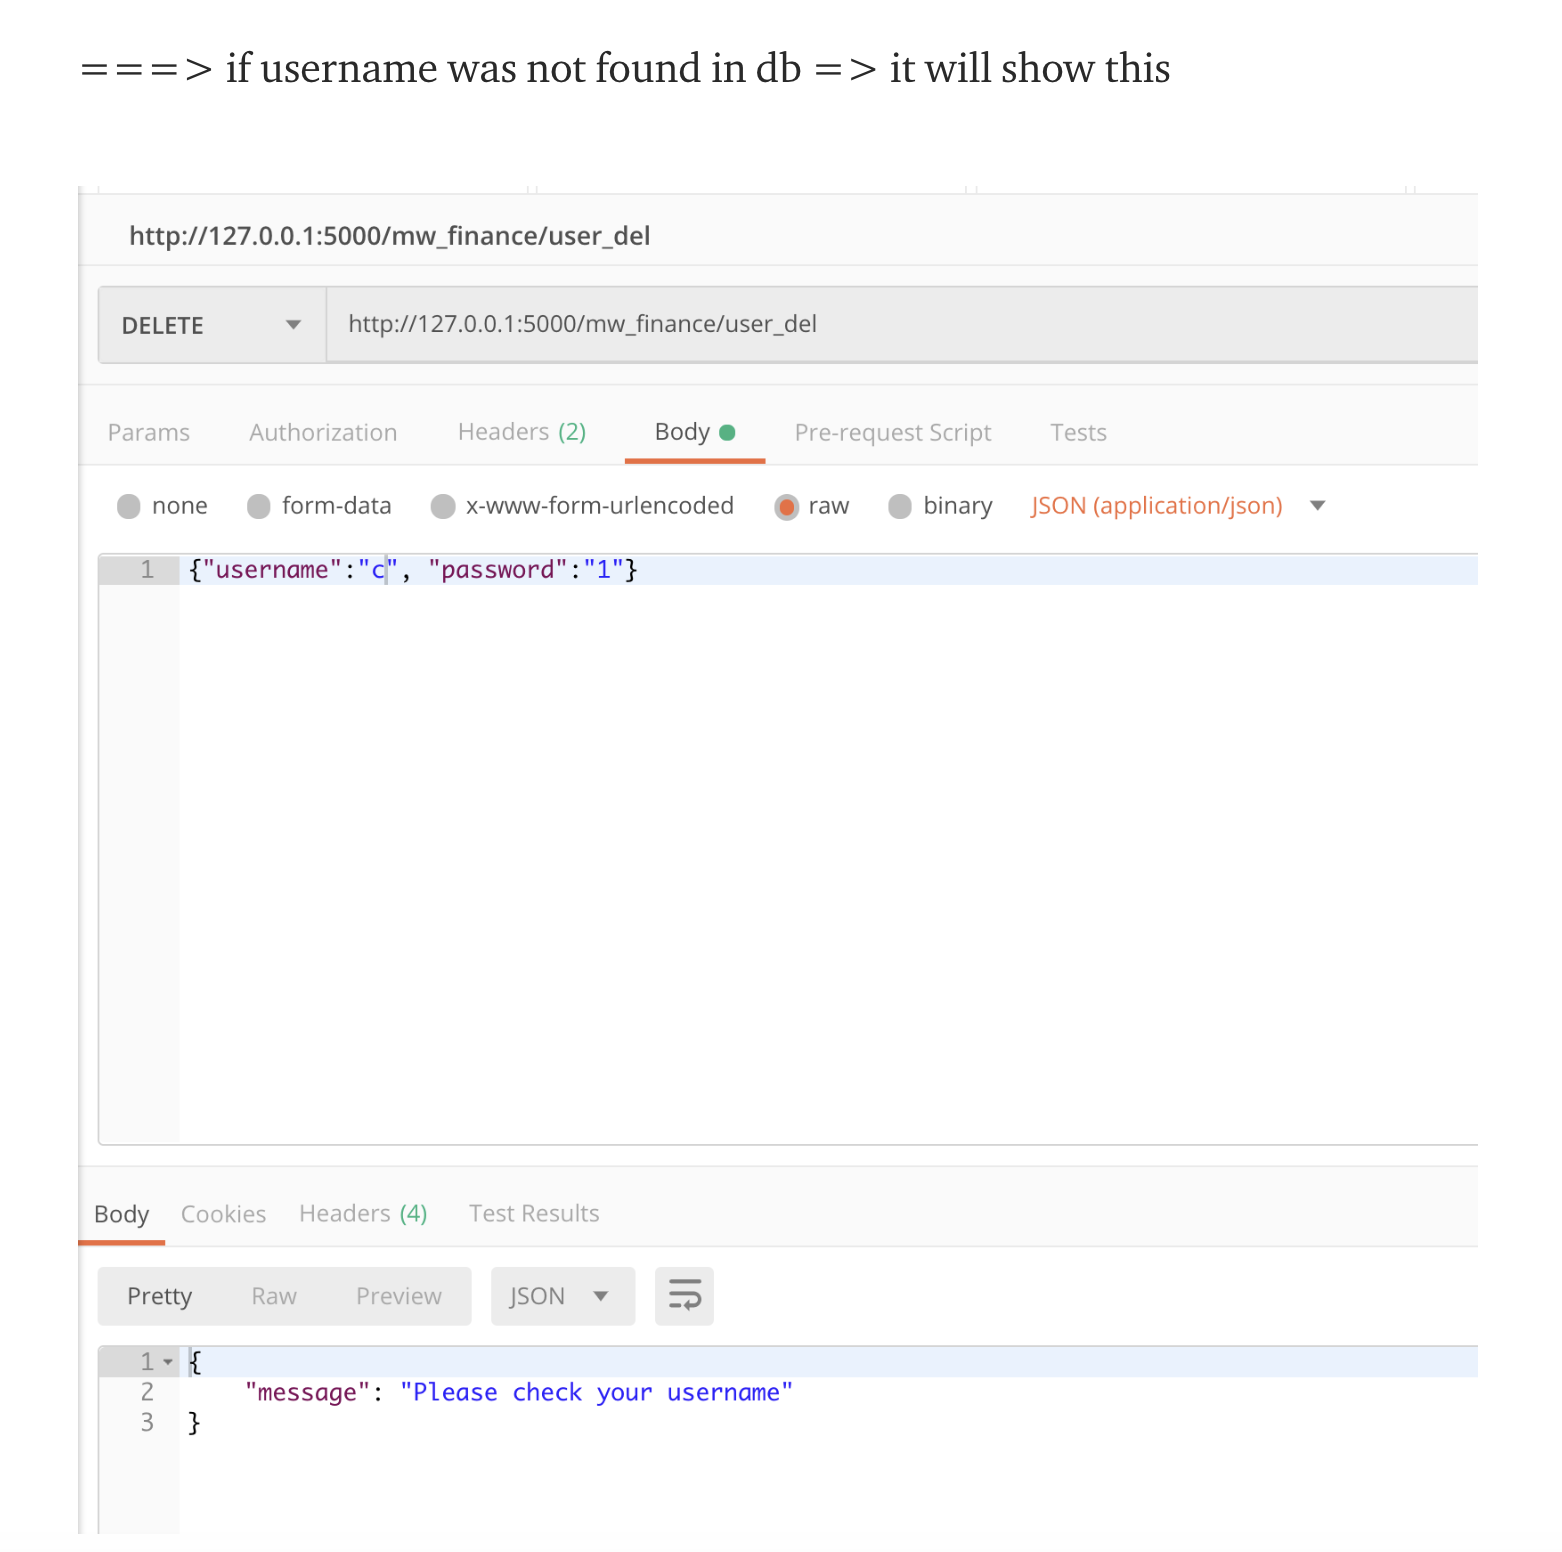 ===> if username was not found in db => it will show this
http://127.0.0.1:5000/mw_finance/user_del
DELETE http://127.0.0.1:5000/mw_finance/user_del
Params Authorization Headers (2) Body Pre-request Script Tests
none form-data x-www-form-urlencoded raw binary JSON (application/json)
1 {"username":"c", "password":"1"}
Body Cookies Headers (4) Test Results
Pretty Raw Preview JSON
1 {
2 "message": "Please check your username"
3 }